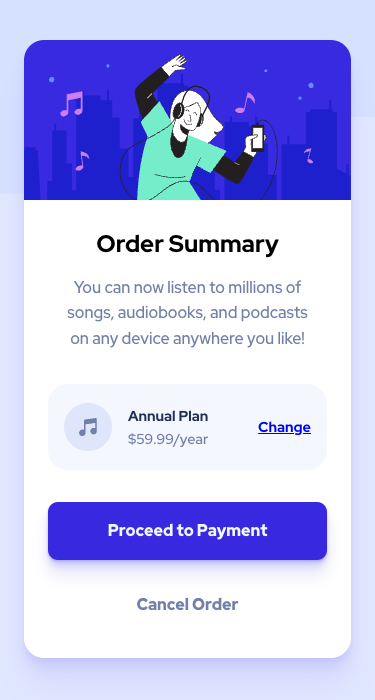 Order Summary
You can now listen to millions of
songs, audiobooks, and podcasts
on any device anywhere you like!
Annual Plan
$59.99/year
Change
Proceed to Payment
Cancel Order